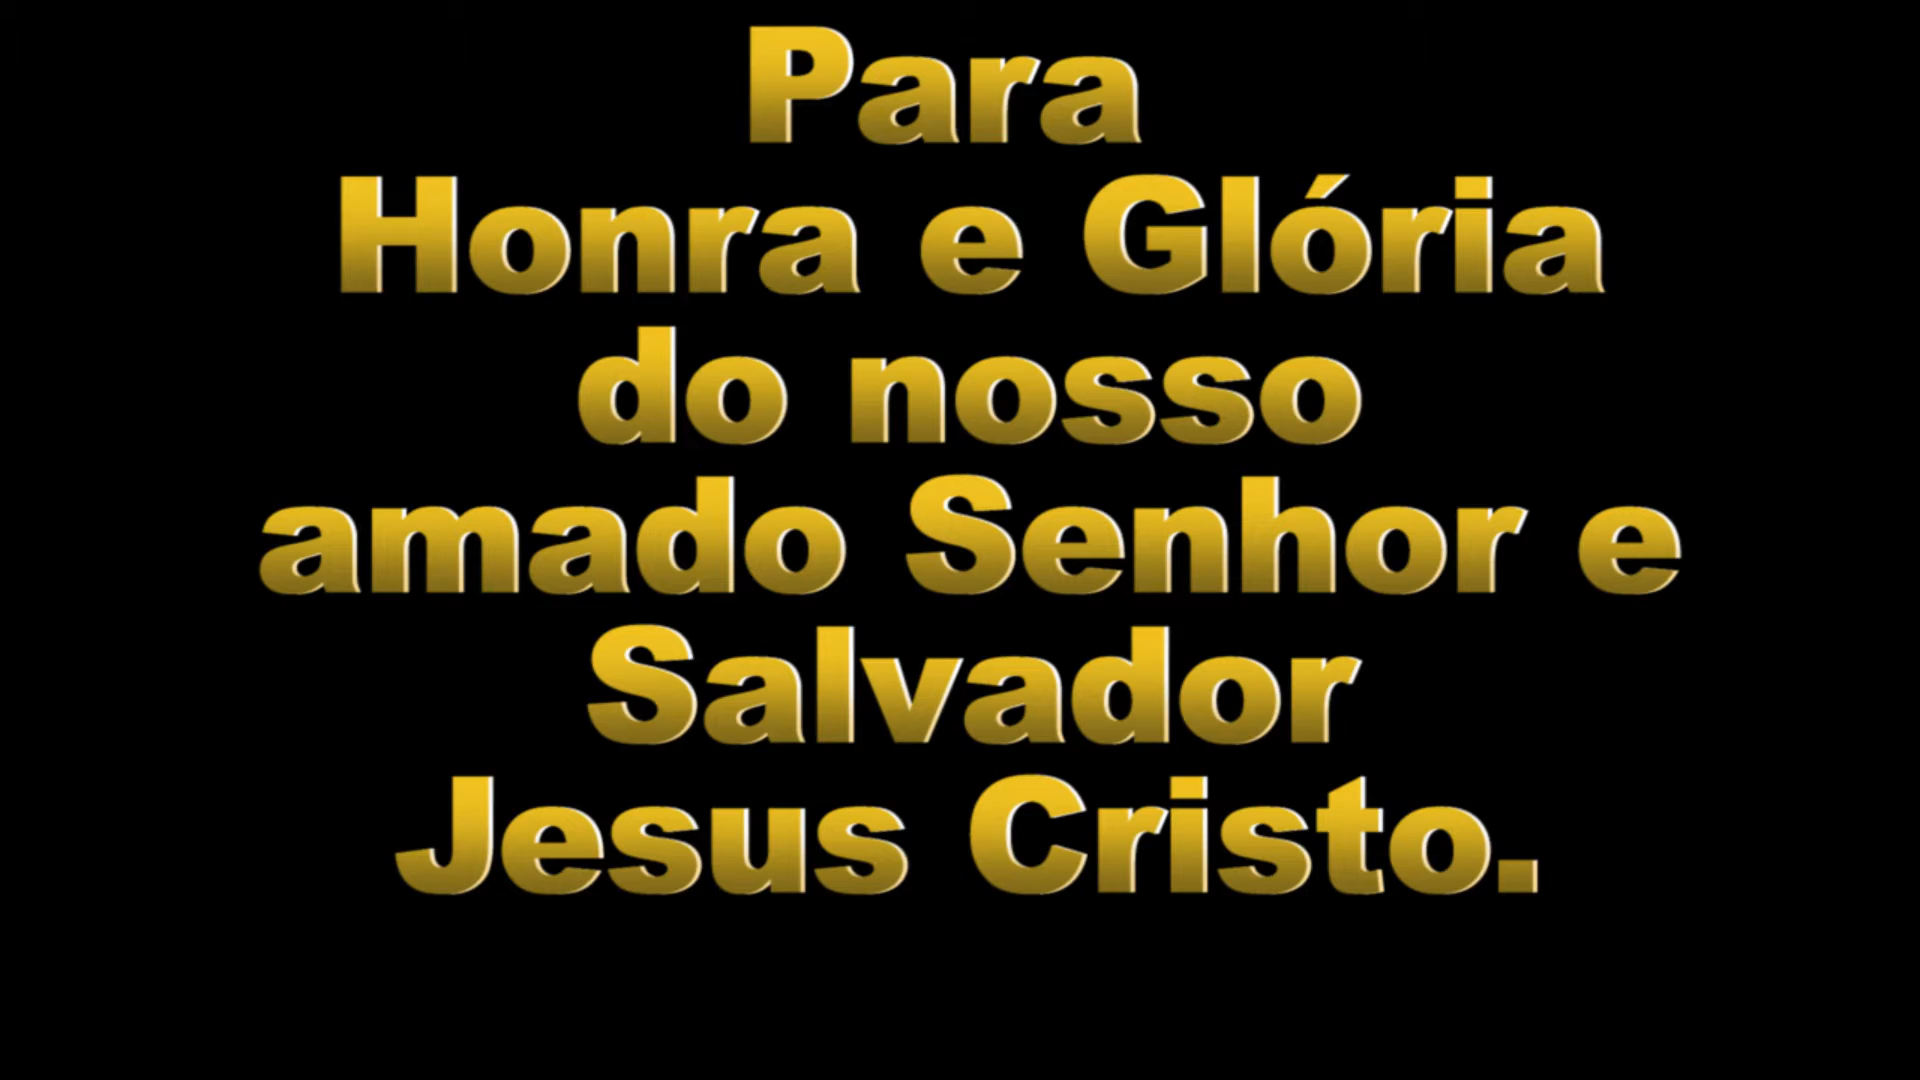 Para
Honra e Glória
do nosso
amado Senhor e
Salvador
Jesus Cristo.